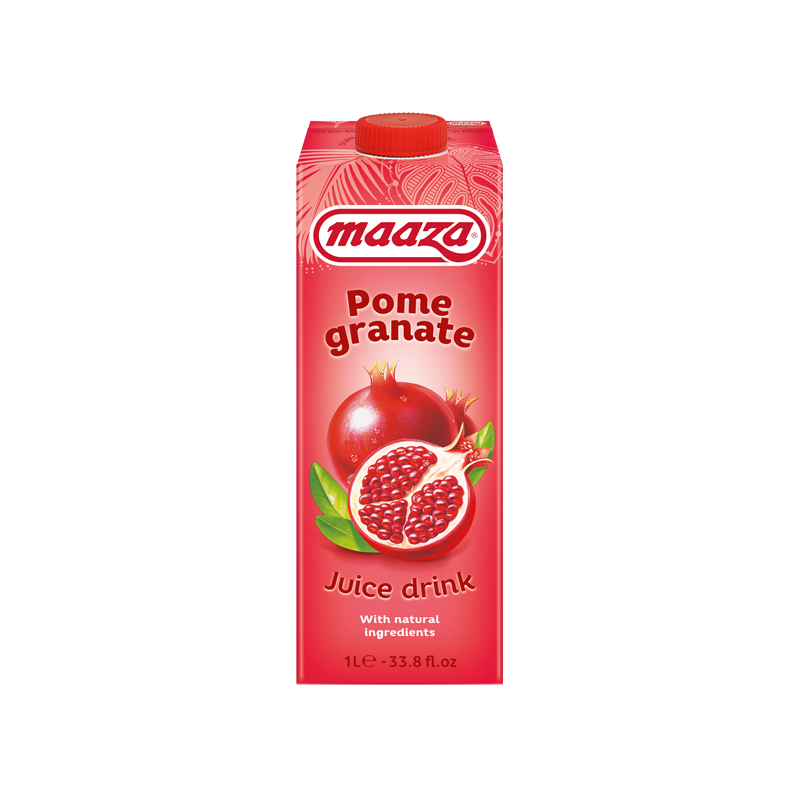 maaza®
Pome
granate
Juice drink
With natural
ingredients
1L℮ - 33.8 fl.oz